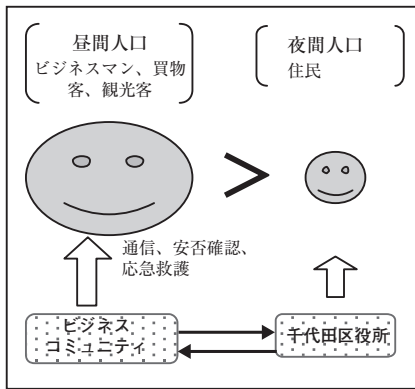 昼間人口
ビジネスマン、買物
客、観光客
夜間人口
住民
>
通信、安否確認、
応急救護
ビジネス
コミュニティ
千代田区役所